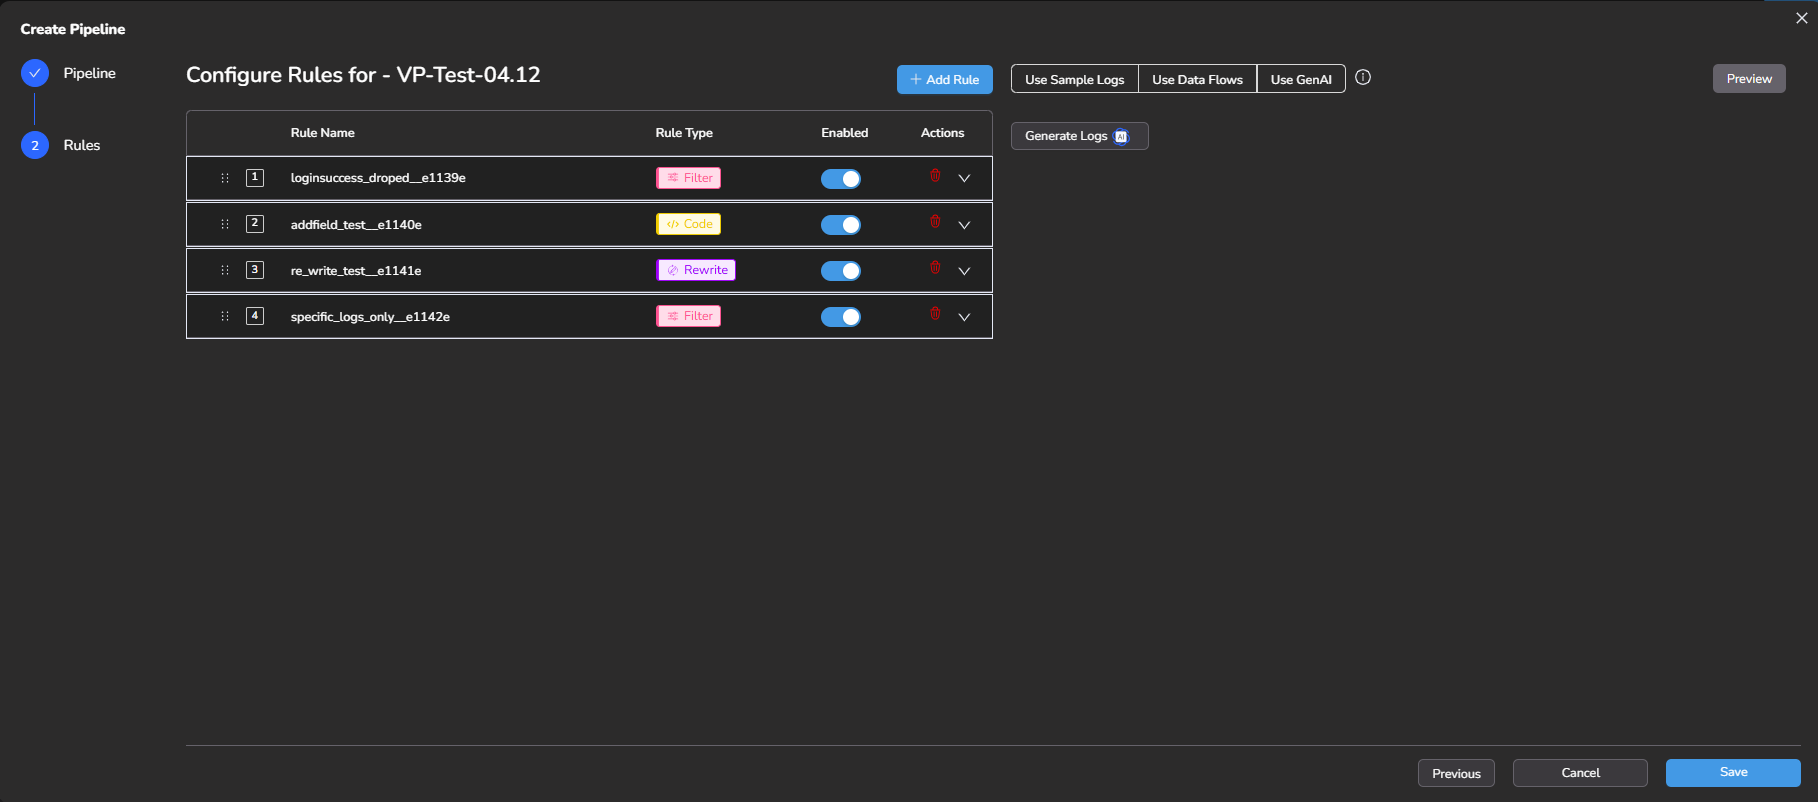 Create Pipeline
Pipeline
2 Rules
Configure Rules for - VP-Test-04.12
+ Add Rule
Use Sample Logs Use Data Flows Use GenAI
Preview
Generate Logs AI
Rule Name Rule Type Enabled Actions
1 loginsuccess_droped__e1139e Filter
2 addfield_test__e1140e </> Code
3 re_write_test__e1141e Rewrite
4 specific_logs_only__e1142e Filter
Previous Cancel Save